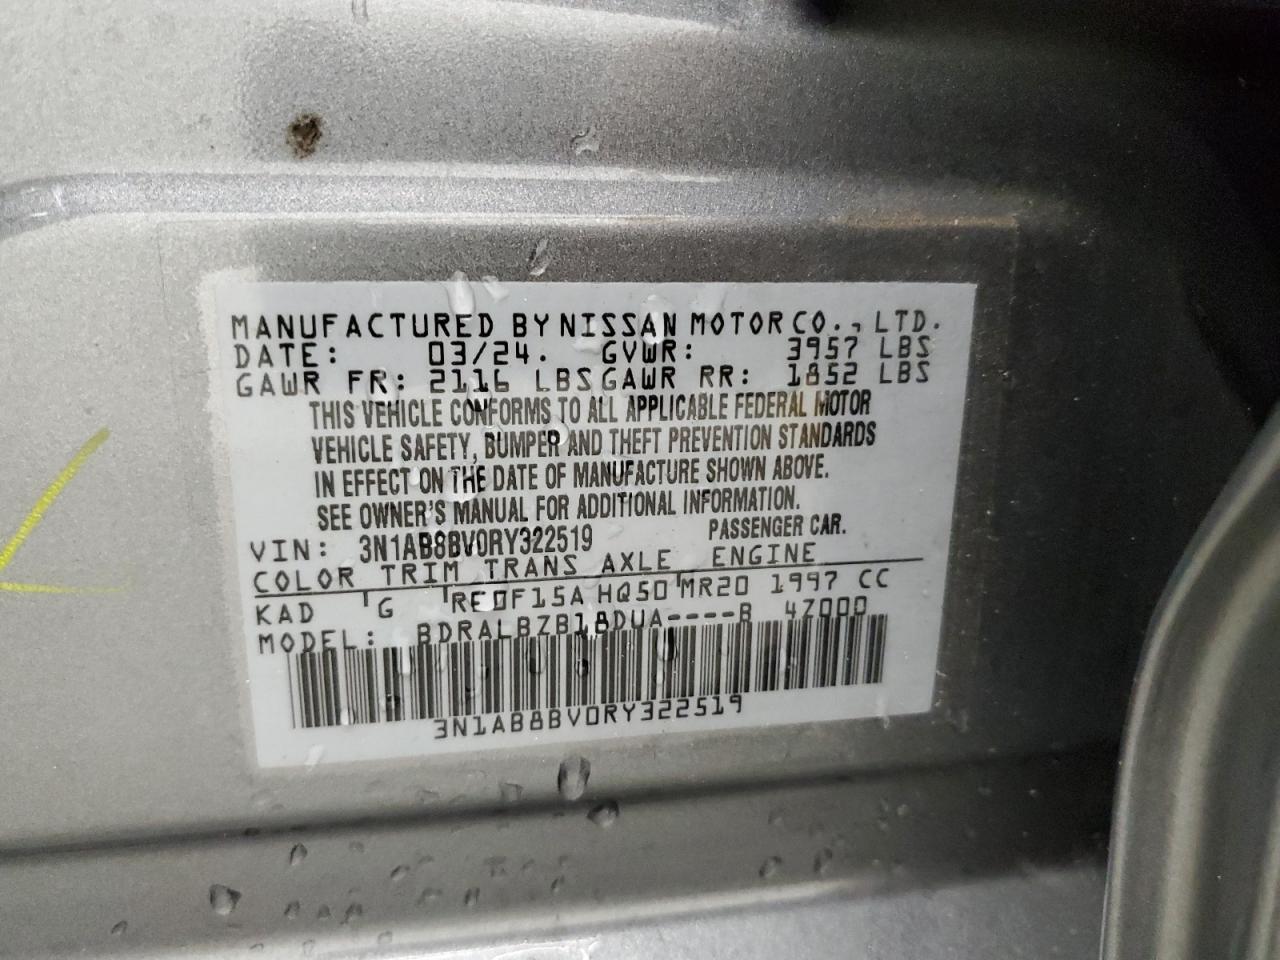 MANUFACTURED BY NISSAN MOTOR CO., LTD.
DATE: 03/24. GVWR: 3957 LBS
GAWR FR: 2116 LBS GAWR RR: 1852 LBS
THIS VEHICLE CONFORMS TO ALL APPLICABLE FEDERAL MOTOR
VEHICLE SAFETY, BUMPER AND THEFT PREVENTION STANDARDS
IN EFFECT ON THE DATE OF MANUFACTURE SHOWN ABOVE.
SEE OWNER'S MANUAL FOR ADDITIONAL INFORMATION.
VIN: 3N1AB8BV0RY322519 PASSENGER CAR.
COLOR TRIM TRANS AXLE ENGINE
KAD G RE0F15A HQ50 MR20 1997 CC
MODEL: BDRALBZB18DUA----B 4Z000
3N1AB8BV0RY322519